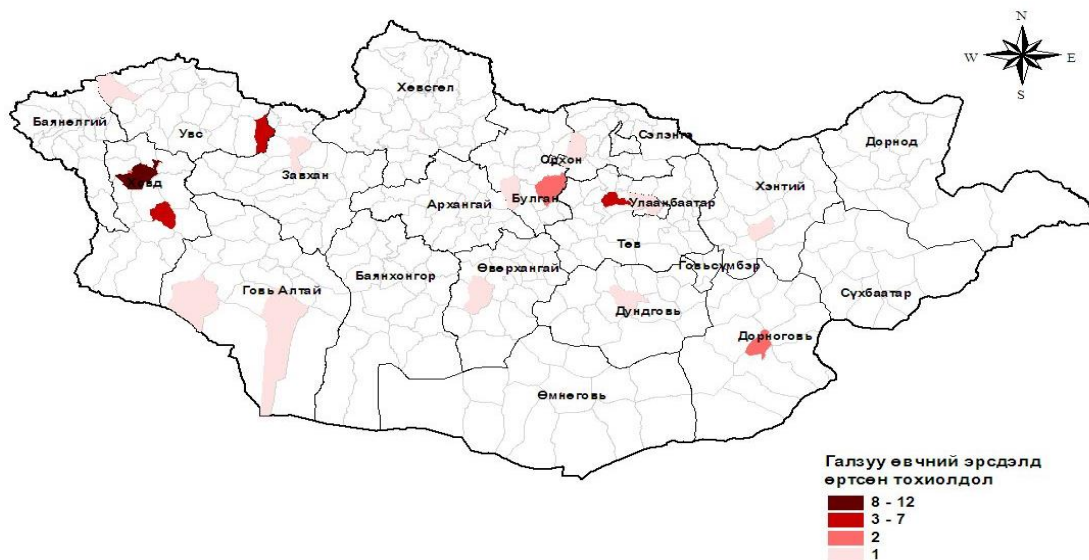 N
W E
S
Хөвсгөл
Баянөлгий
Увс
Сэлэнгэ
Дорнод
Орхон
Завхан
Ховд
Хэнтий
Архангай
Булган
Улаанбаатар
Төв
Өвөрхангай
Говьсүмбэр
Говь Алтай
Баянхонгор
Сүхбаатар
Дундговь
Дорноговь
Өмнөговь
Галзуу өвчний эрсдэлд
өртсөн тохиолдол
8 - 12
3 - 7
2
1